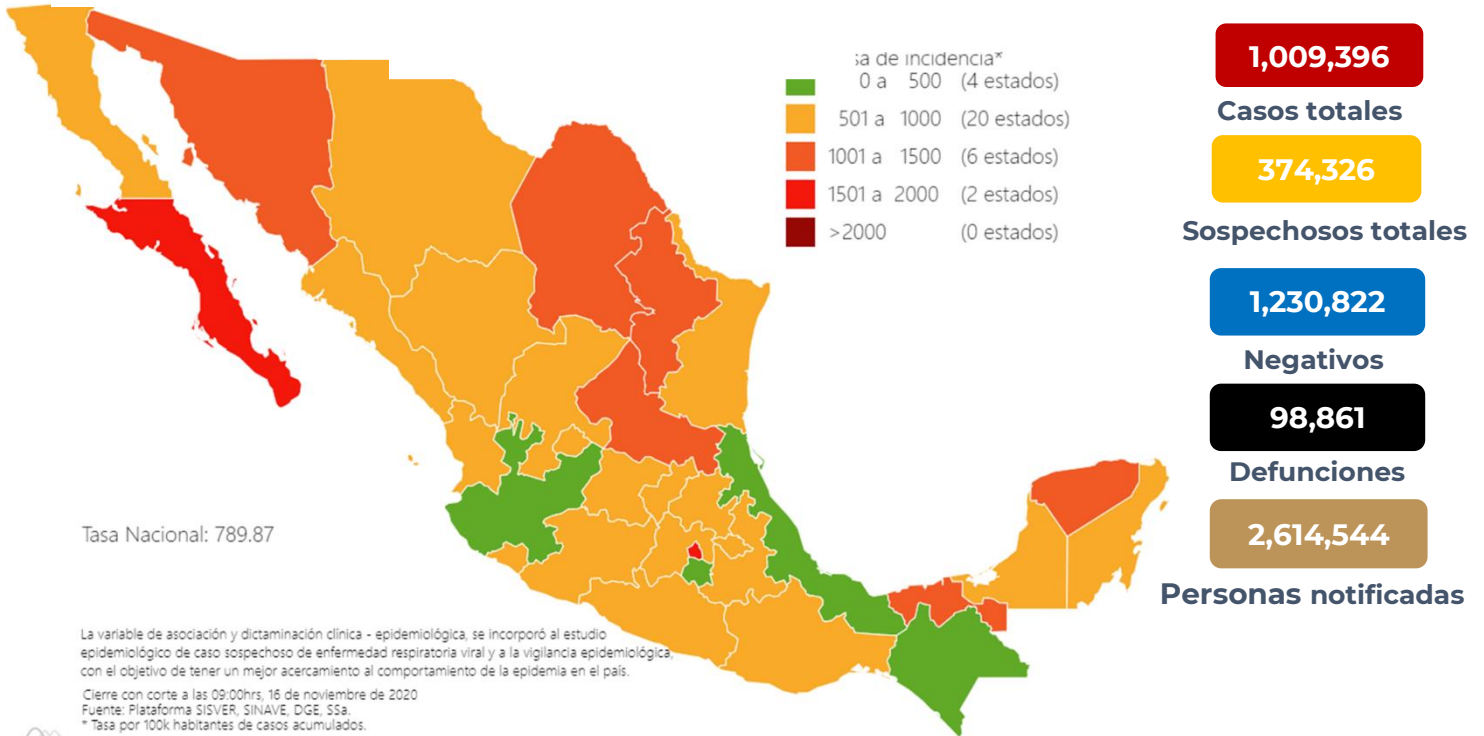 sa de incidencia*
0 a 500 (4 estados)
501 a 1000 (20 estados)
1001 a 1500 (6 estados)
1501 a 2000 (2 estados)
>2000 (0 estados)
1,009,396
Casos totales
374,326
Sospechosos totales
1,230,822
Negativos
98,861
Defunciones
2,614,544
Personas notificadas
Tasa Nacional: 789.87
La variable de asociación y dictaminación clínica - epidemiológica, se incorporó al estudio
epidemiológico de caso sospechoso de enfermedad respiratoria viral y a la vigilancia epidemiológica,
con el objetivo de tener un mejor acercamiento al comportamiento de la epidemia en el país.
Cierre con corte a las 09:00hrs, 16 de noviembre de 2020
Fuente: Plataforma SISVER, SINAVE, DGE, SSa.
* Tasa por 100k habitantes de casos acumulados.